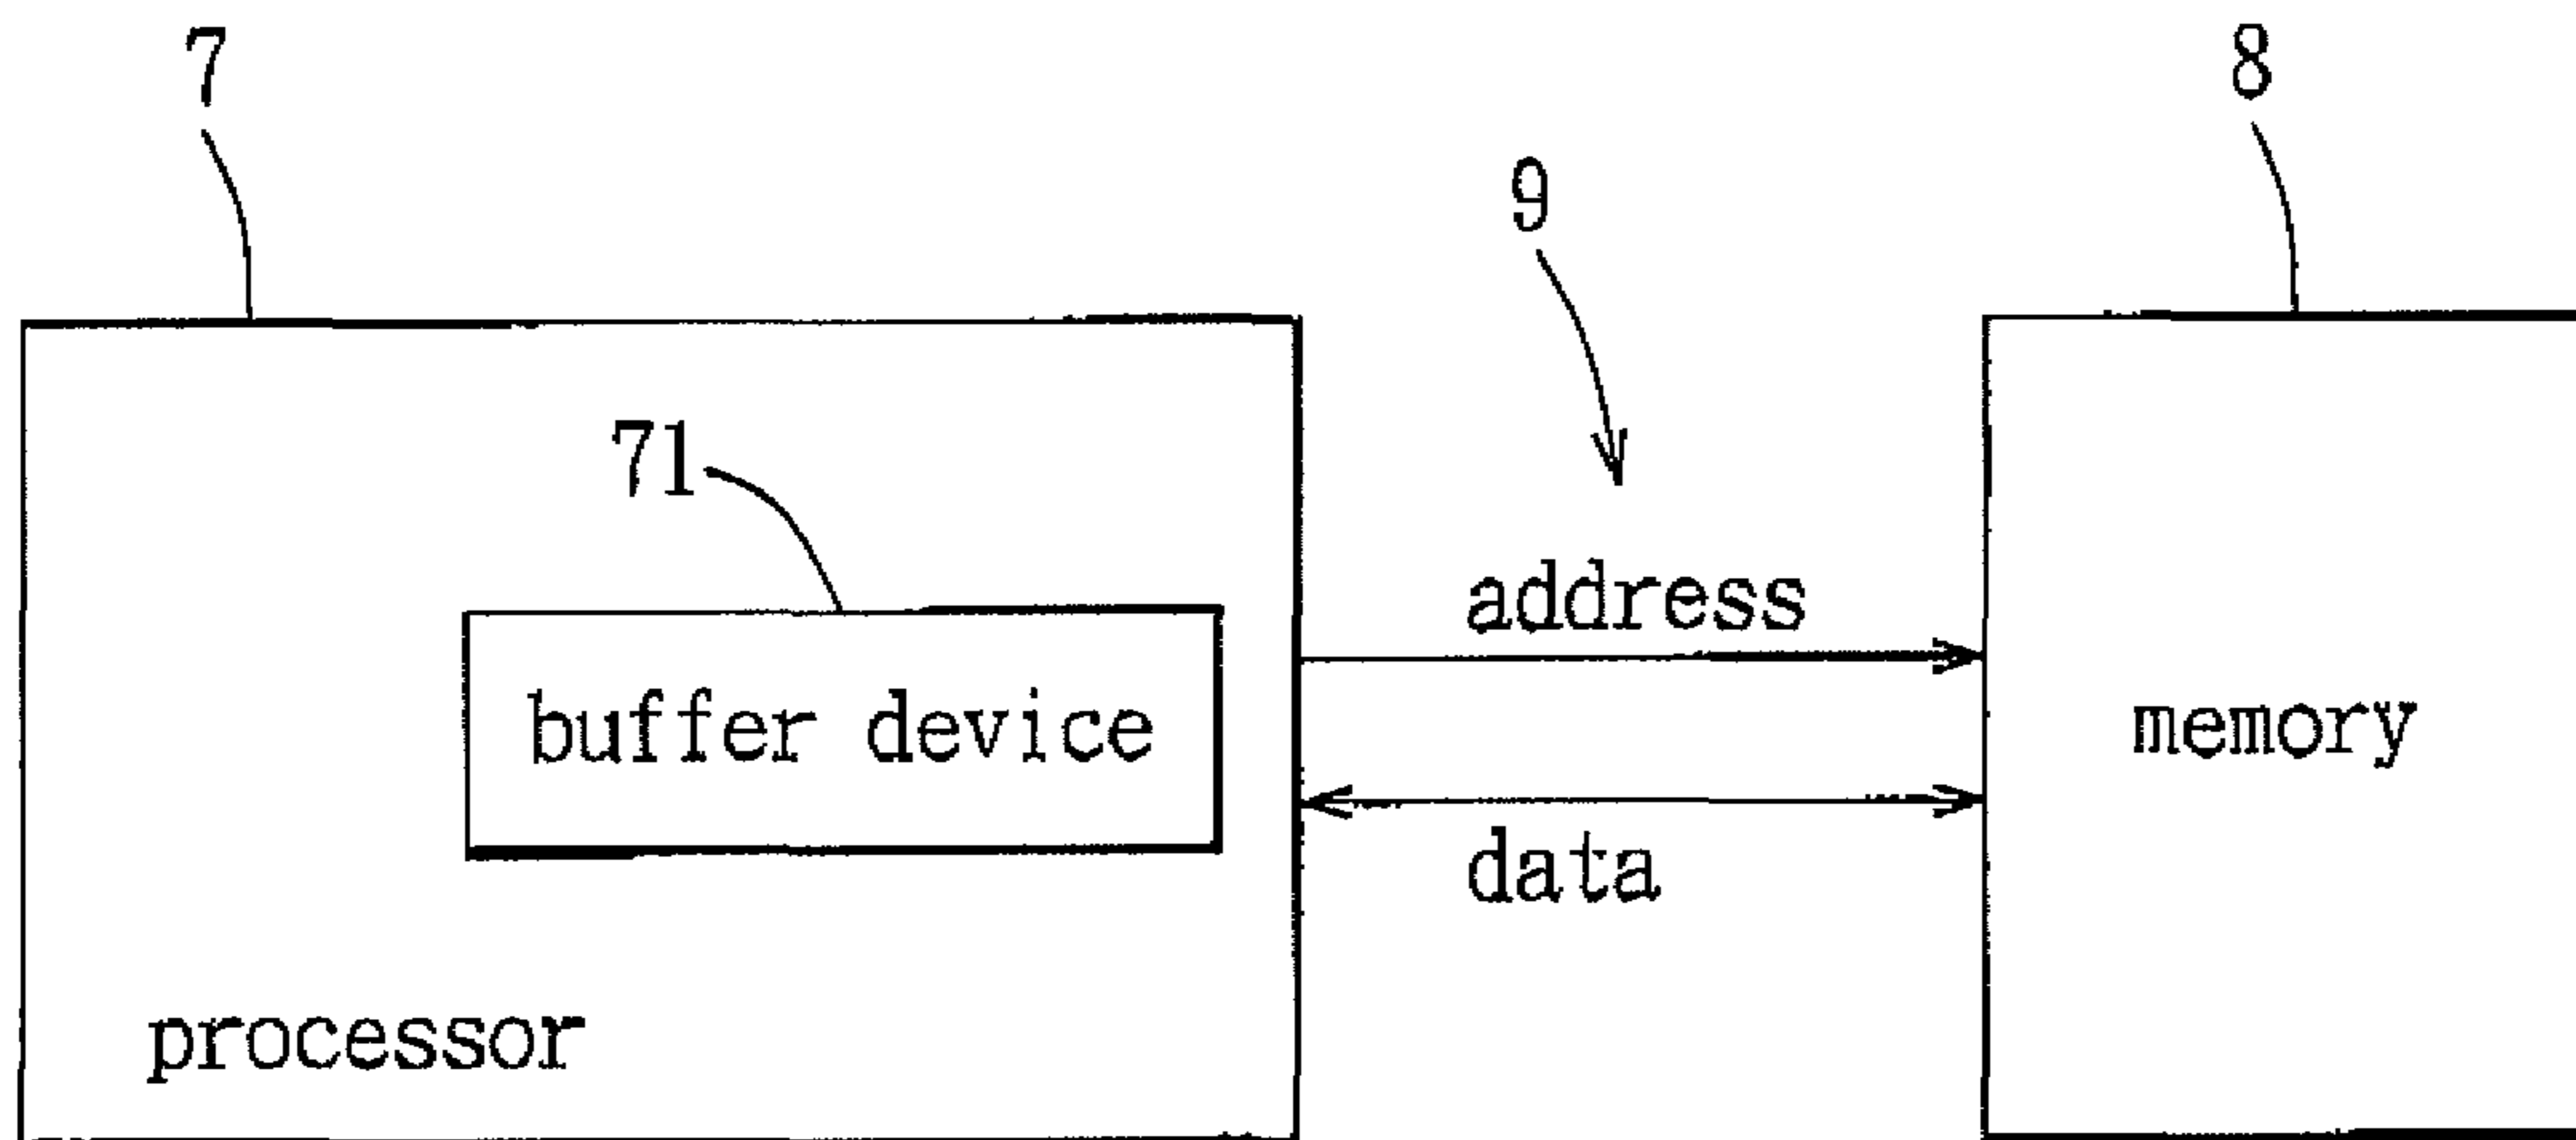 7
8
9
71
address
buffer device
memory
data
processor